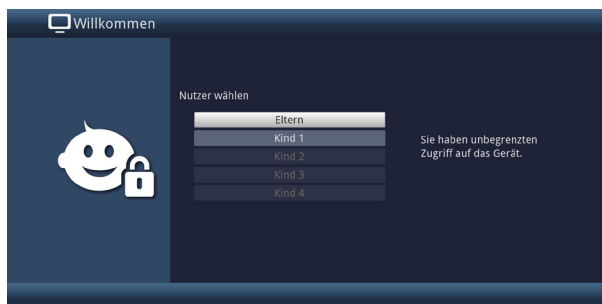 Willkommen
Nutzer wählen
Eltern
Kind 1
Kind 2
Kind 3
Kind 4
Sie haben unbegrenzten
Zugriff auf das Gerät.